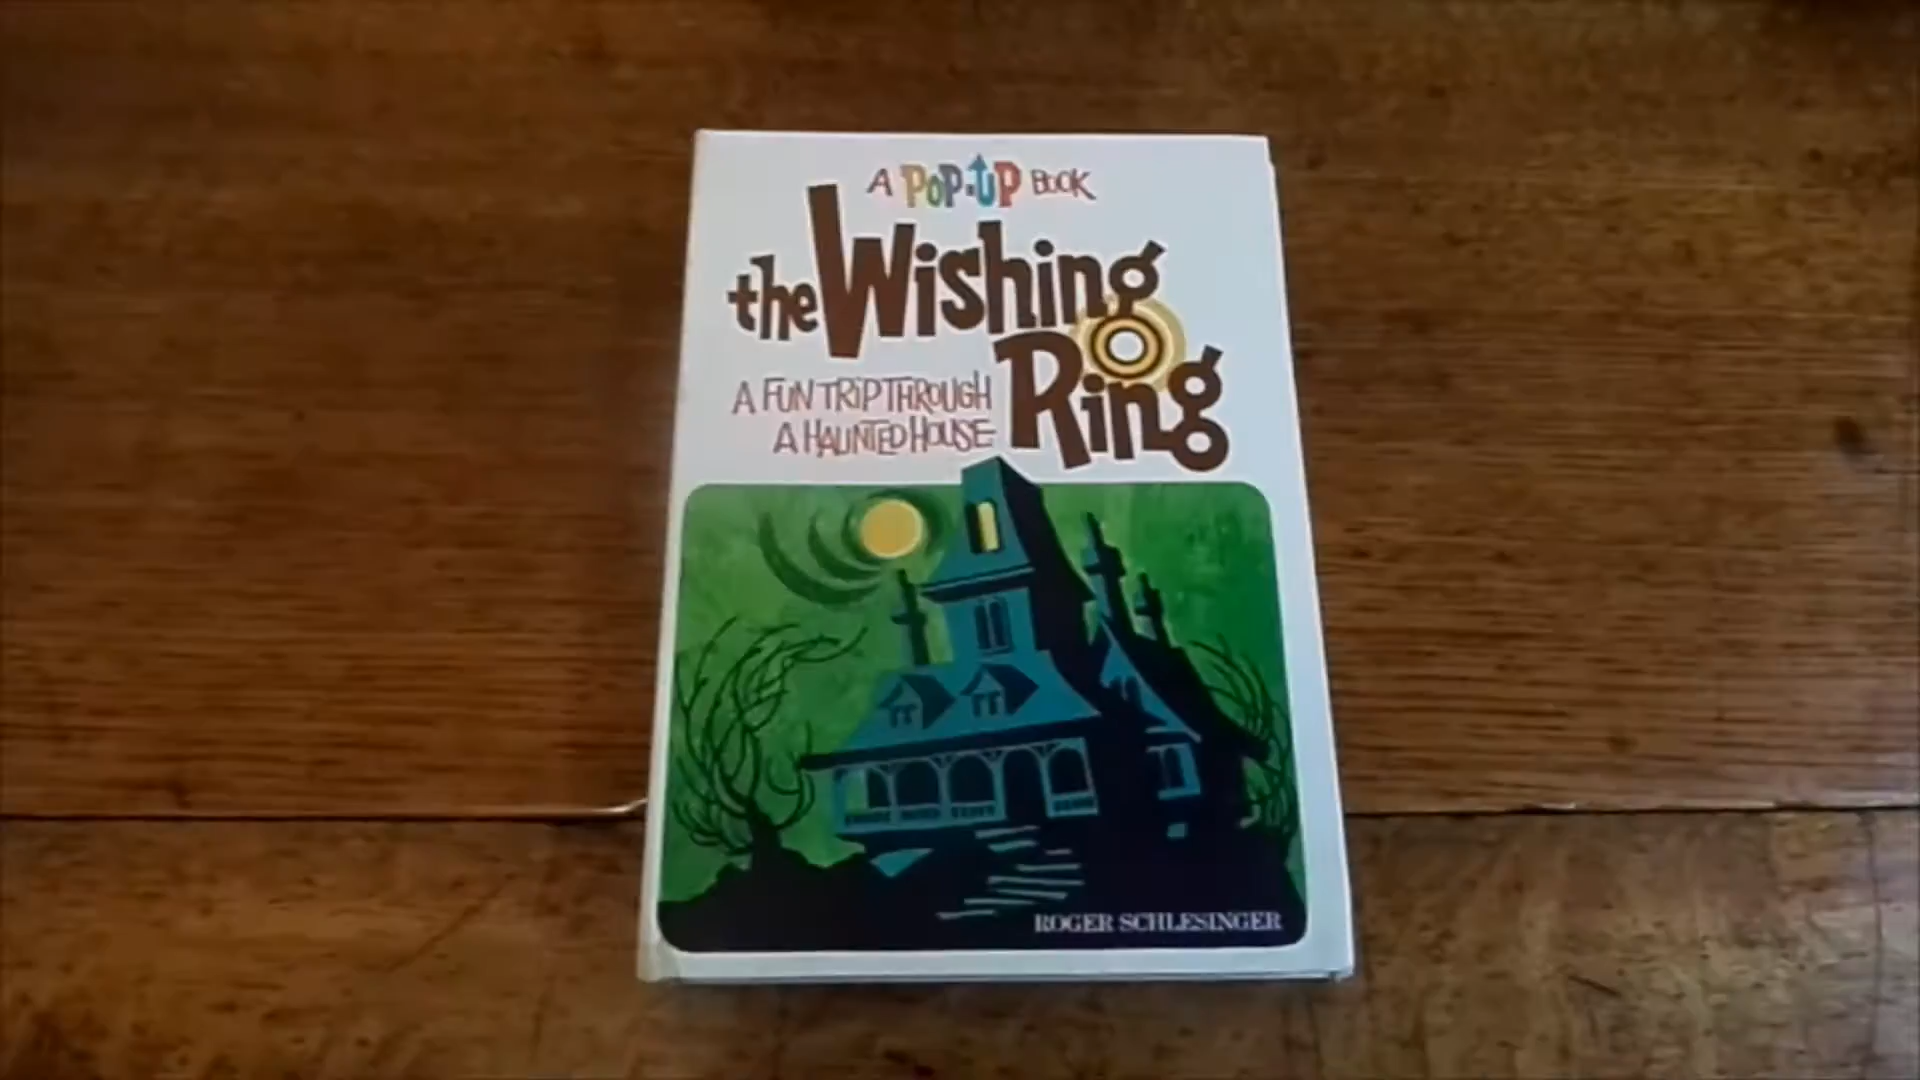 A POP-UP BOOK
the Wishing
Ring
A FUN TRIP THROUGH
A HAUNTED HOUSE
ROGER SCHLESINGER